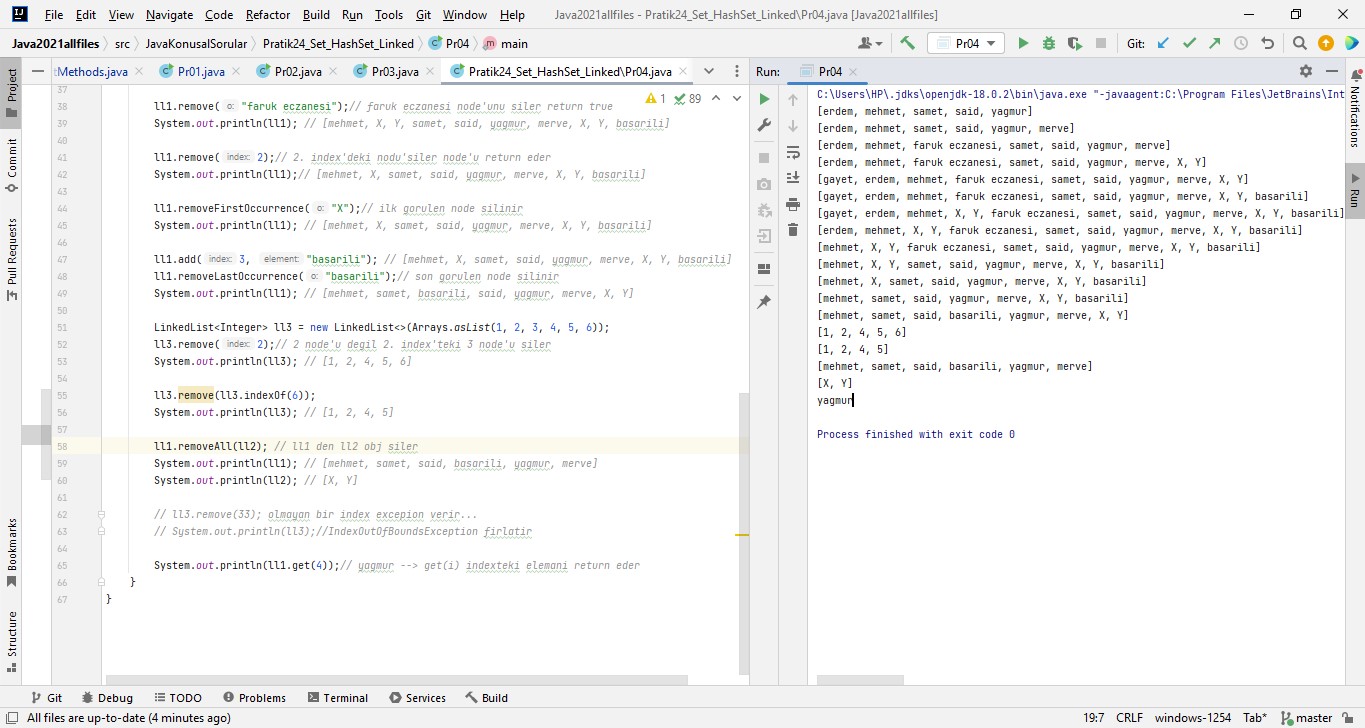 File Edit View Navigate Code Refactor Build Run Tools Git Window Help Java2021allfiles - Pratik24_Set_HashSet_Linked\Pr04.java [Java2021allfiles]
Java2021allfiles src JavaKonusalSorular Pratik24_Set_HashSet_Linked Pr04 main Pr04 Git:
tMethods.java Pr01.java Pr02.java Pr03.java Pratik24_Set_HashSet_Linked\Pr04.java
Project
Commit
Pull Requests
Bookmarks
Structure
1 89
37
38 ll1.remove( o: "faruk eczanesi");// faruk eczanesi node'unu siler return true
39 System.out.println(ll1); // [mehmet, X, Y, samet, said, yagmur, merve, X, Y, basarili]
40
41 ll1.remove( index: 2);// 2. index'deki nodu'siler node'u return eder
42 System.out.println(ll1);// [mehmet, X, samet, said, yagmur, merve, X, Y, basarili]
43
44 ll1.removeFirstOccurrence( o: "X");// ilk gorulen node silinir
45 System.out.println(ll1); // [mehmet, X, samet, said, yagmur, merve, X, Y, basarili]
46
47 ll1.add( index: 3, element: "basarili"); // [mehmet, X, samet, said, yagmur, merve, X, Y, basarili]
48 ll1.removeLastOccurrence( o: "basarili");// son gorulen node silinir
49 System.out.println(ll1); // [mehmet, samet, basarili, said, yagmur, merve, X, Y]
50
51 LinkedList<Integer> ll3 = new LinkedList<>(Arrays.asList(1, 2, 3, 4, 5, 6));
52 ll3.remove( index: 2);// 2 node'u degil 2. index'teki 3 node'u siler
53 System.out.println(ll3); // [1, 2, 4, 5, 6]
54
55 ll3.remove(ll3.indexOf(6));
56 System.out.println(ll3); // [1, 2, 4, 5]
57
58 ll1.removeAll(ll2); // ll1 den ll2 obj siler
59 System.out.println(ll1); // [mehmet, samet, said, basarili, yagmur, merve]
60 System.out.println(ll2); // [X, Y]
61
62 // ll3.remove(33); olmayan bir index excepion verir...
63 // System.out.println(ll3);//IndexOutOfBoundsException firlatir
64
65 System.out.println(ll1.get(4));// yagmur --> get(i) indexteki elemani return eder
66 }
67 }
Run: Pr04
C:\Users\HP\.jdks\openjdk-18.0.2\bin\java.exe "-javaagent:C:\Program Files\JetBrains\Int
[erdem, mehmet, samet, said, yagmur]
[erdem, mehmet, samet, said, yagmur, merve]
[erdem, mehmet, faruk eczanesi, samet, said, yagmur, merve]
[erdem, mehmet, faruk eczanesi, samet, said, yagmur, merve, X, Y]
[gayet, erdem, mehmet, faruk eczanesi, samet, said, yagmur, merve, X, Y]
[gayet, erdem, mehmet, faruk eczanesi, samet, said, yagmur, merve, X, Y, basarili]
[gayet, erdem, mehmet, X, Y, faruk eczanesi, samet, said, yagmur, merve, X, Y, basarili]
[erdem, mehmet, X, Y, faruk eczanesi, samet, said, yagmur, merve, X, Y, basarili]
[mehmet, X, Y, faruk eczanesi, samet, said, yagmur, merve, X, Y, basarili]
[mehmet, X, Y, samet, said, yagmur, merve, X, Y, basarili]
[mehmet, X, samet, said, yagmur, merve, X, Y, basarili]
[mehmet, samet, said, yagmur, merve, X, Y, basarili]
[mehmet, samet, said, basarili, yagmur, merve, X, Y]
[1, 2, 4, 5, 6]
[1, 2, 4, 5]
[mehmet, samet, said, basarili, yagmur, merve]
[X, Y]
yagmur
Process finished with exit code 0
Notifications
Run
Git Debug TODO Problems Terminal Services Build
All files are up-to-date (4 minutes ago) 19:7 CRLF windows-1254 Tab* master